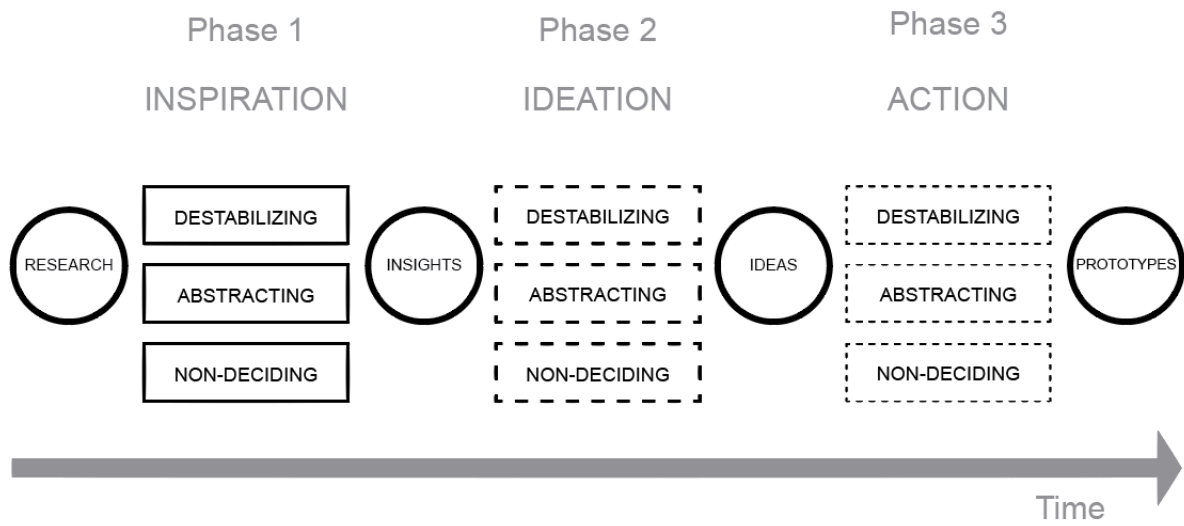 Phase 1
Phase 2
Phase 3
INSPIRATION
IDEATION
ACTION
RESEARCH
DESTABILIZING
ABSTRACTING
NON-DECIDING
INSIGHTS
DESTABILIZING
ABSTRACTING
NON-DECIDING
IDEAS
DESTABILIZING
ABSTRACTING
NON-DECIDING
PROTOTYPES
Time